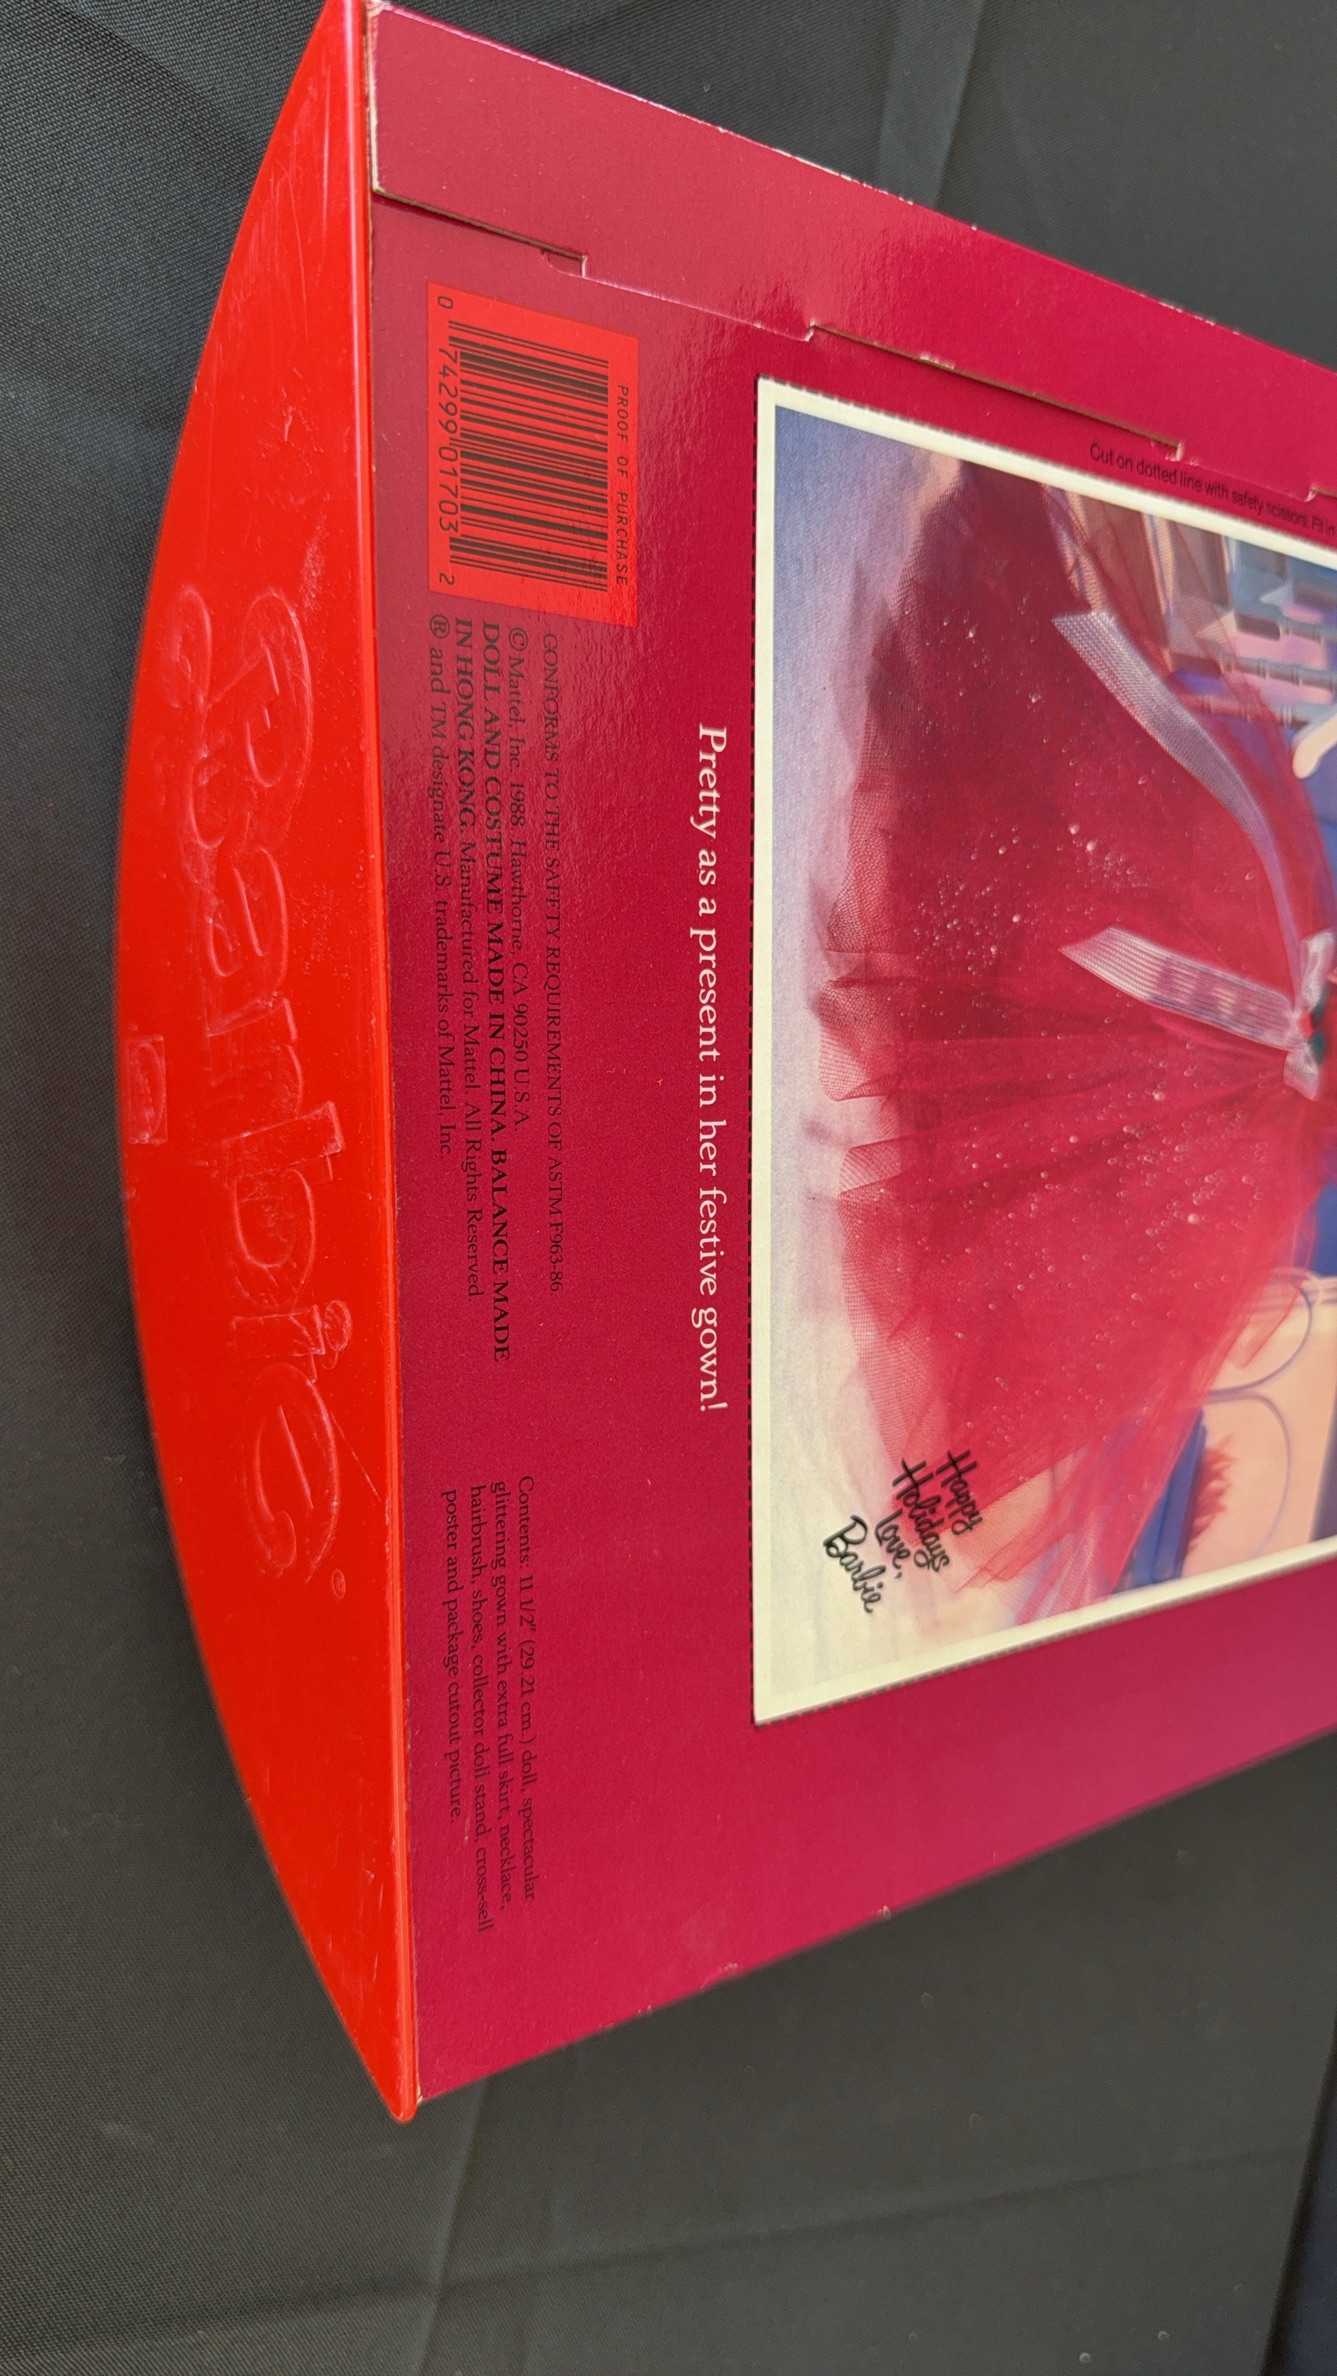 Cut on dotted line with safety scissors. Fit in
Happy
Holidays
Love,
Barbie
Pretty as a present in her festive gown!
PROOF OF PURCHASE
0 74299 01703 2
CONFORMS TO THE SAFETY REQUIREMENTS OF ASTM F963-86.
© Mattel, Inc. 1988. Hawthorne, CA 90250 U.S.A.
DOLL AND COSTUME MADE IN CHINA. BALANCE MADE
IN HONG KONG. Manufactured for Mattel. All Rights Reserved.
® and TM designate U.S. trademarks of Mattel, Inc.
Contents: 11 1/2" (29.21 cm.) doll, spectacular
glittering gown with extra full skirt, necklace,
hairbrush, shoes, collector doll stand, cross-sell
poster and package cutout picture.
Barbie®